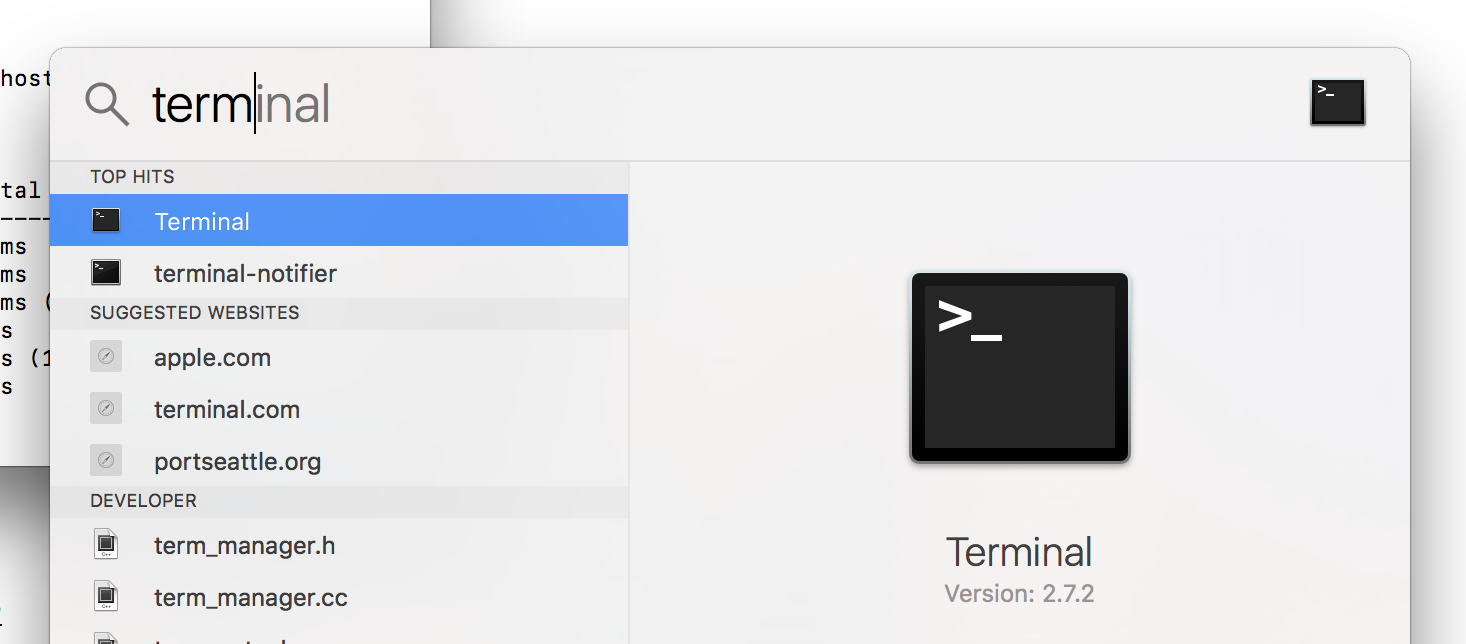 host
terminal
>_
TOP HITS
Terminal
terminal-notifier
SUGGESTED WEBSITES
apple.com
terminal.com
portseattle.org
DEVELOPER
term_manager.h
term_manager.cc
tal
----
ms
ms
ms (
s
s (1
s
>_
Terminal
Version: 2.7.2